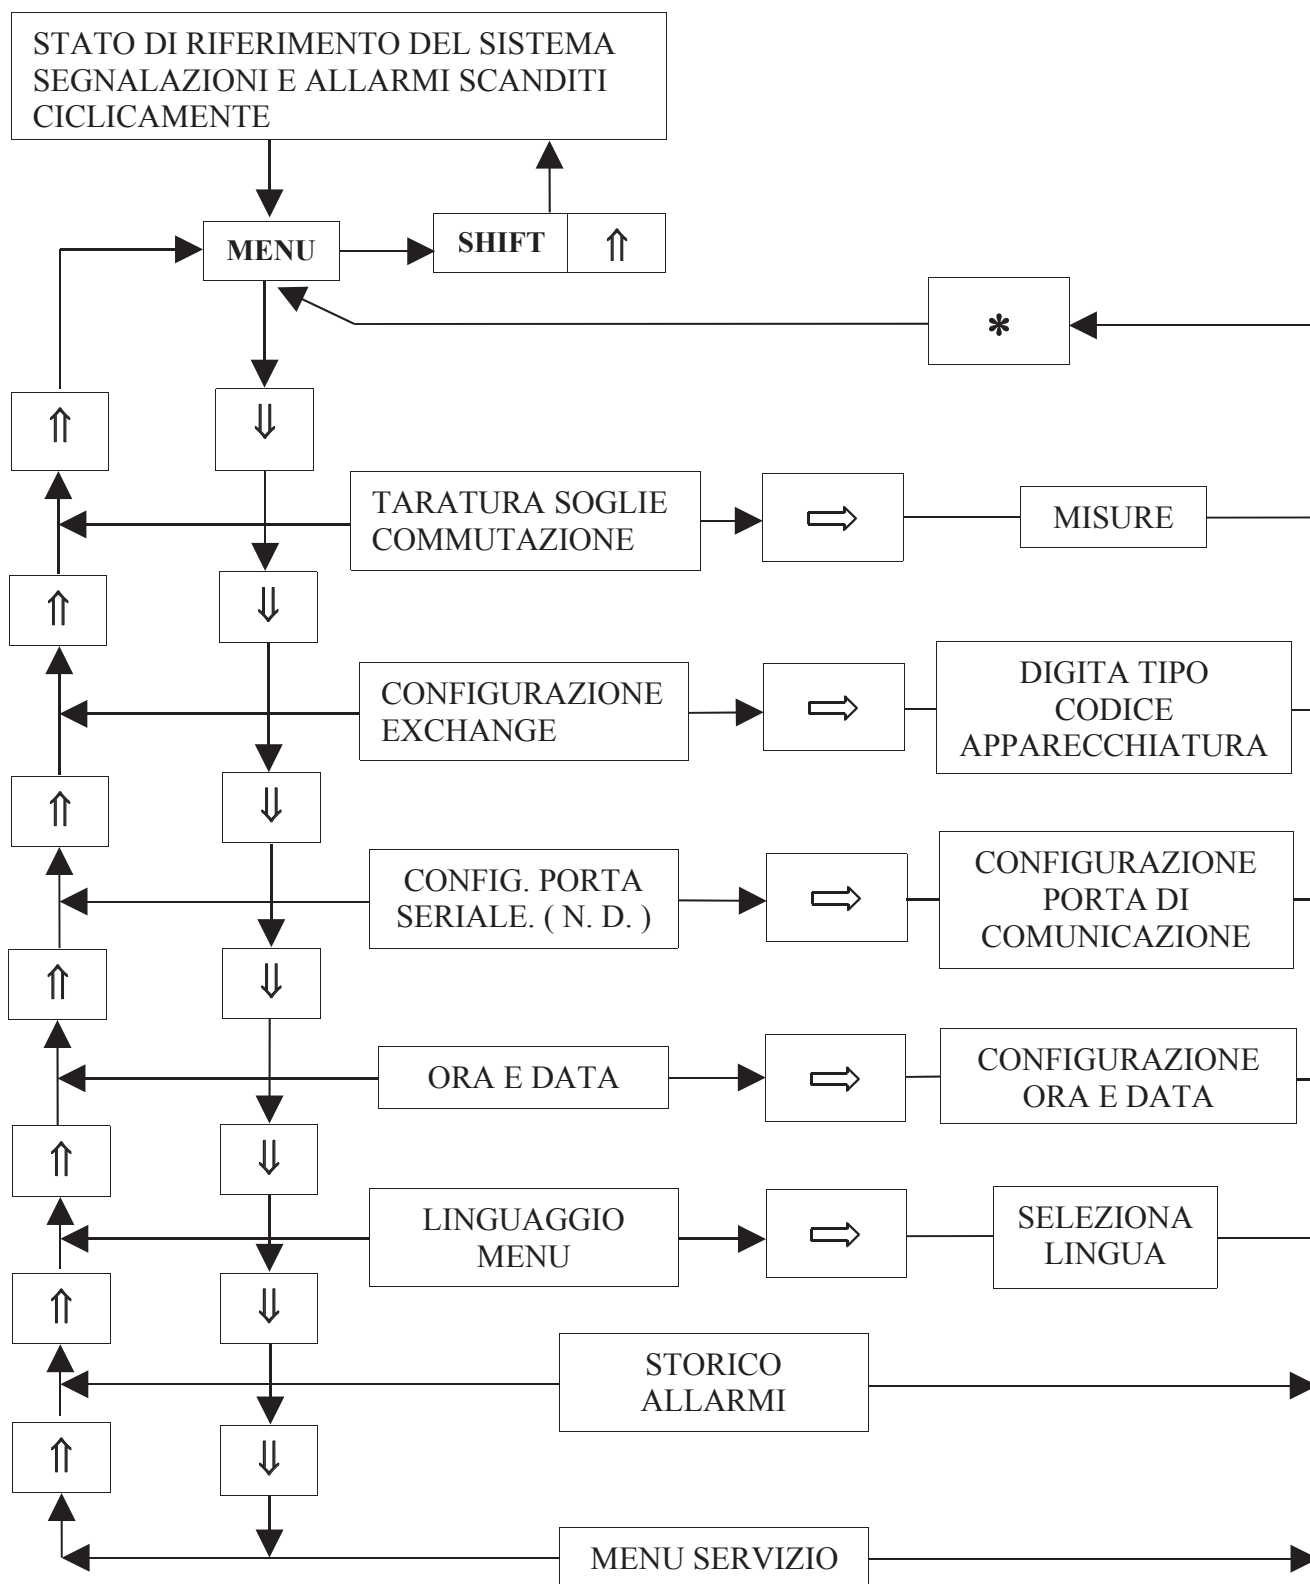 STATO DI RIFERIMENTO DEL SISTEMA
SEGNALAZIONI E ALLARMI SCANDITI
CICLICAMENTE
MENU
SHIFT
⇑
*
⇑
⇓
TARATURA SOGLIE
COMMUTAZIONE
⇨
MISURE
⇑
⇓
CONFIGURAZIONE
EXCHANGE
⇨
DIGITA TIPO
CODICE
APPARECCHIATURA
⇑
⇓
CONFIG. PORTA
SERIALE. ( N. D. )
⇨
CONFIGURAZIONE
PORTA DI
COMUNICAZIONE
⇑
⇓
ORA E DATA
⇨
CONFIGURAZIONE
ORA E DATA
⇑
⇓
LINGUAGGIO
MENU
⇨
SELEZIONA
LINGUA
⇑
⇓
STORICO
ALLARMI
⇑
⇓
MENU SERVIZIO